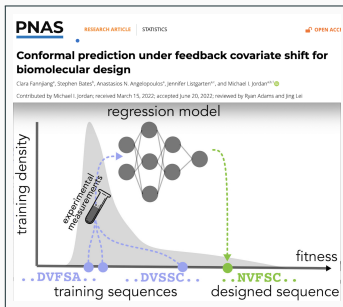 PNAS
RESEARCH ARTICLE | STATISTICS
OPEN ACC
Conformal prediction under feedback covariate shift for
biomolecular design
Clara Fannjiang, Stephen Bates, Anastasios N. Angelopoulos, Jennifer Listgarten, and Michael I. Jordan
Contributed by Michael I. Jordan; received March 15, 2022; accepted June 20, 2022; reviewed by Ryan Adams and Jing Lei
regression model
training density
experimental
measurements
fitness
..DVFSA.... ..DVSSC.... ..NVFSC..
training sequences designed sequence